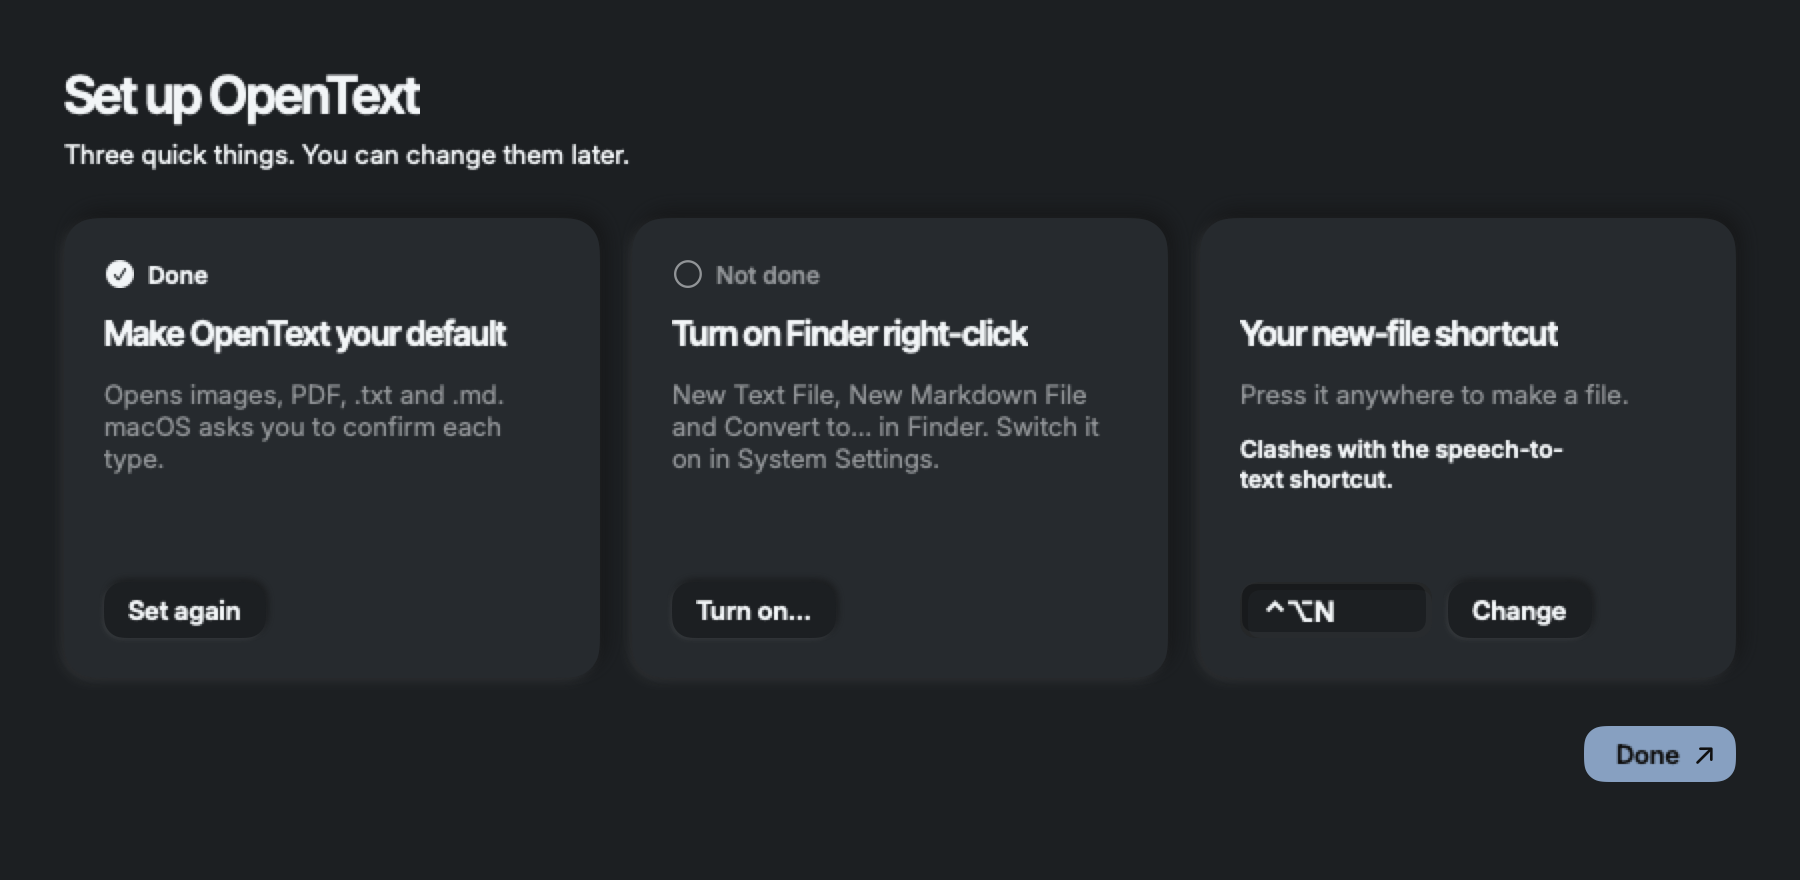 Set up OpenText
Three quick things. You can change them later.
Done
Make OpenText your default
Opens images, PDF, .txt and .md.
macOS asks you to confirm each
type.
Set again
Not done
Turn on Finder right-click
New Text File, New Markdown File
and Convert to... in Finder. Switch it
on in System Settings.
Turn on...
Your new-file shortcut
Press it anywhere to make a file.
Clashes with the speech-to-
text shortcut.
^⌥N
Change
Done